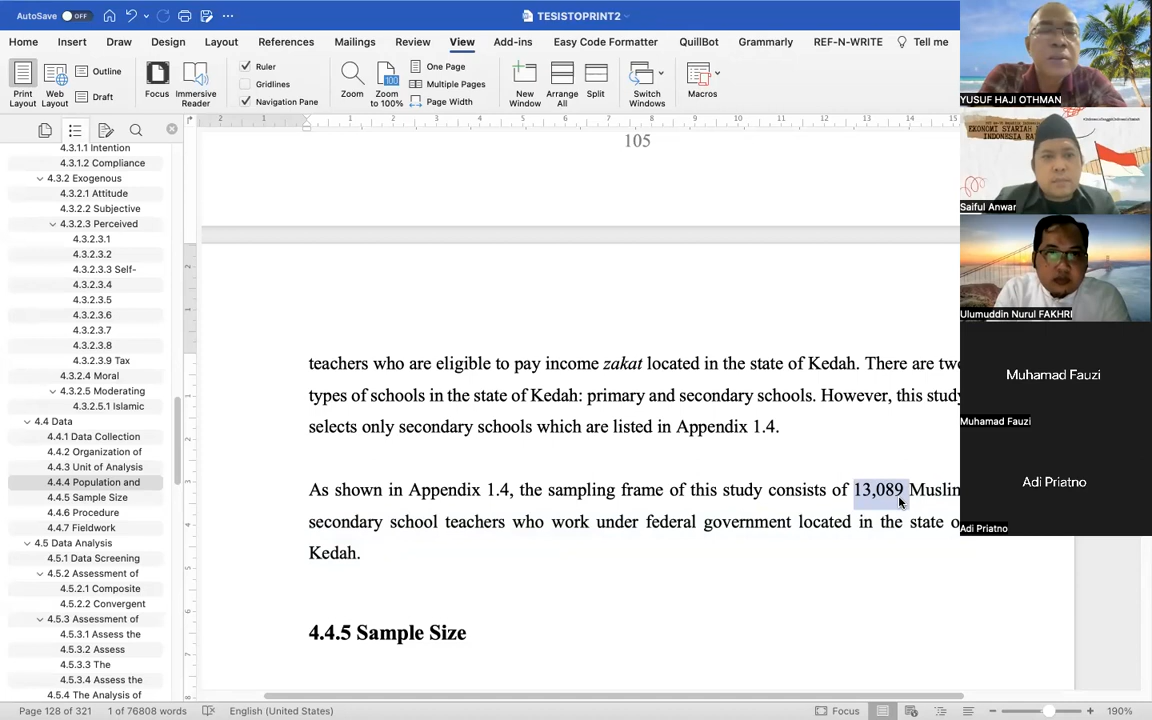 AutoSave OFF
TESISTOPRINT2
Home Insert Draw Design Layout References Mailings Review View Add-ins Easy Code Formatter QuillBot Grammarly REF-N-WRITE Tell me
Print Layout
Web Layout
Outline
Draft
Focus
Immersive Reader
Ruler
Gridlines
Navigation Pane
Zoom
Zoom to 100%
One Page
Multiple Pages
Page Width
New Window
Arrange All
Split
Switch Windows
Macros
4.3.1.1 Intention
4.3.1.2 Compliance
4.3.2 Exogenous
4.3.2.1 Attitude
4.3.2.2 Subjective
4.3.2.3 Perceived
4.3.2.3.1
4.3.2.3.2
4.3.2.3.3 Self-
4.3.2.3.4
4.3.2.3.5
4.3.2.3.6
4.3.2.3.7
4.3.2.3.8
4.3.2.3.9 Tax
4.3.2.4 Moral
4.3.2.5 Moderating
4.3.2.5.1 Islamic
4.4 Data
4.4.1 Data Collection
4.4.2 Organization of
4.4.3 Unit of Analysis
4.4.4 Population and
4.4.5 Sample Size
4.4.6 Procedure
4.4.7 Fieldwork
4.5 Data Analysis
4.5.1 Data Screening
4.5.2 Assessment of
4.5.2.1 Composite
4.5.2.2 Convergent
4.5.3 Assessment of
4.5.3.1 Assess the
4.5.3.2 Assess
4.5.3.3 The
4.5.3.4 Assess the
4.5.4 The Analysis of
105
teachers who are eligible to pay income zakat located in the state of Kedah. There are two
types of schools in the state of Kedah: primary and secondary schools. However, this study
selects only secondary schools which are listed in Appendix 1.4.
As shown in Appendix 1.4, the sampling frame of this study consists of 13,089 Muslim
secondary school teachers who work under federal government located in the state o
Kedah.
4.4.5 Sample Size
YUSUF HAJI OTHMAN
EKONOMI SYARIAH
INDONESIA
Saiful Anwar
Ulumuddin Nurul FAKHRI
Muhamad Fauzi
Muhamad Fauzi
Adi Priatno
Adi Priatno
Page 128 of 321 1 of 76808 words English (United States) Focus 190%